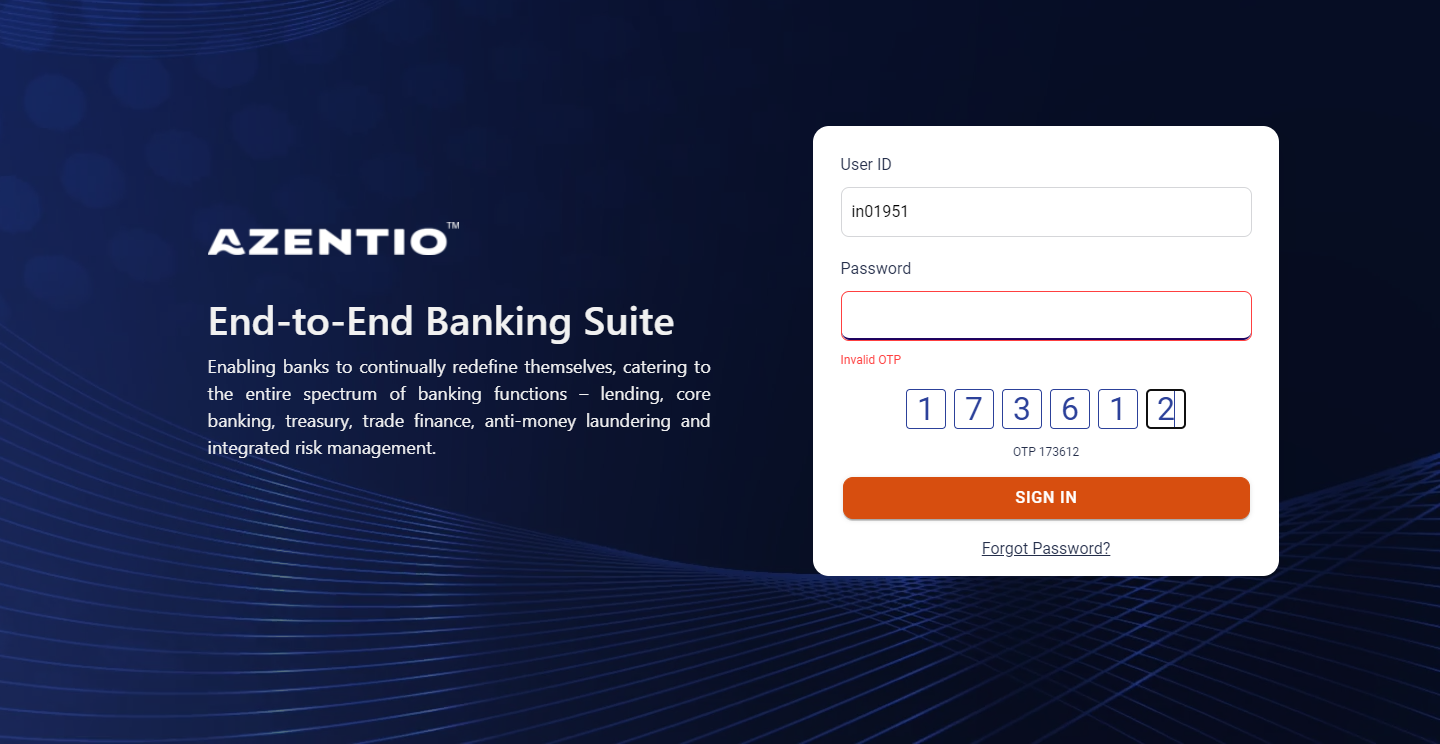 AZENTIO™
End-to-End Banking Suite
Enabling banks to continually redefine themselves, catering to
the entire spectrum of banking functions – lending, core
banking, treasury, trade finance, anti-money laundering and
integrated risk management.
User ID
in01951
Password
Invalid OTP
1 7 3 6 1 2
OTP 173612
SIGN IN
Forgot Password?